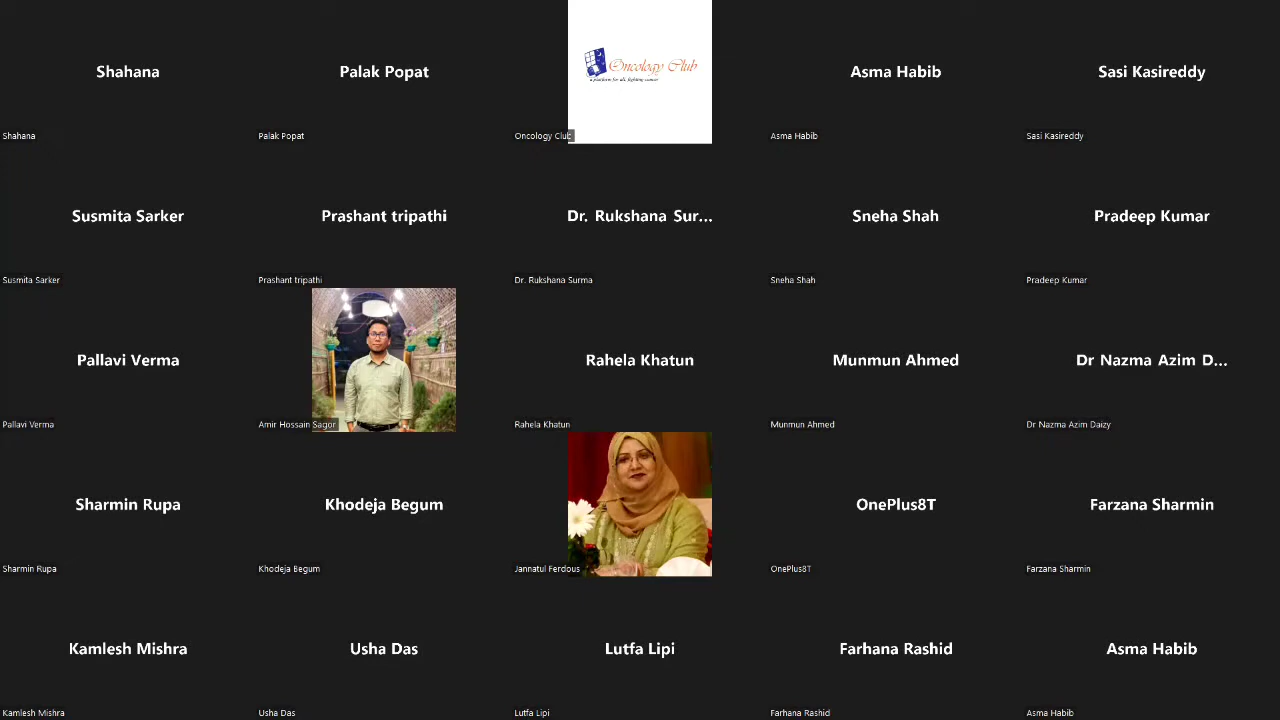 Shahana
Palak Popat
Oncology Club
a platform for all, fighting cancer
Asma Habib
Sasi Kasireddy
Shahana
Palak Popat
Oncology Club
Asma Habib
Sasi Kasireddy
Susmita Sarker
Prashant tripathi
Dr. Rukshana Sur...
Sneha Shah
Pradeep Kumar
Susmita Sarker
Prashant tripathi
Dr. Rukshana Surma
Sneha Shah
Pradeep Kumar
Pallavi Verma
Rahela Khatun
Munmun Ahmed
Dr Nazma Azim D...
Pallavi Verma
Amir Hossain Sagor
Rahela Khatun
Munmun Ahmed
Dr Nazma Azim Daizy
Sharmin Rupa
Khodeja Begum
OnePlus8T
Farzana Sharmin
Sharmin Rupa
Khodeja Begum
Jannatul Ferdous
OnePlus8T
Farzana Sharmin
Kamlesh Mishra
Usha Das
Lutfa Lipi
Farhana Rashid
Asma Habib
Kamlesh Mishra
Usha Das
Lutfa Lipi
Farhana Rashid
Asma Habib